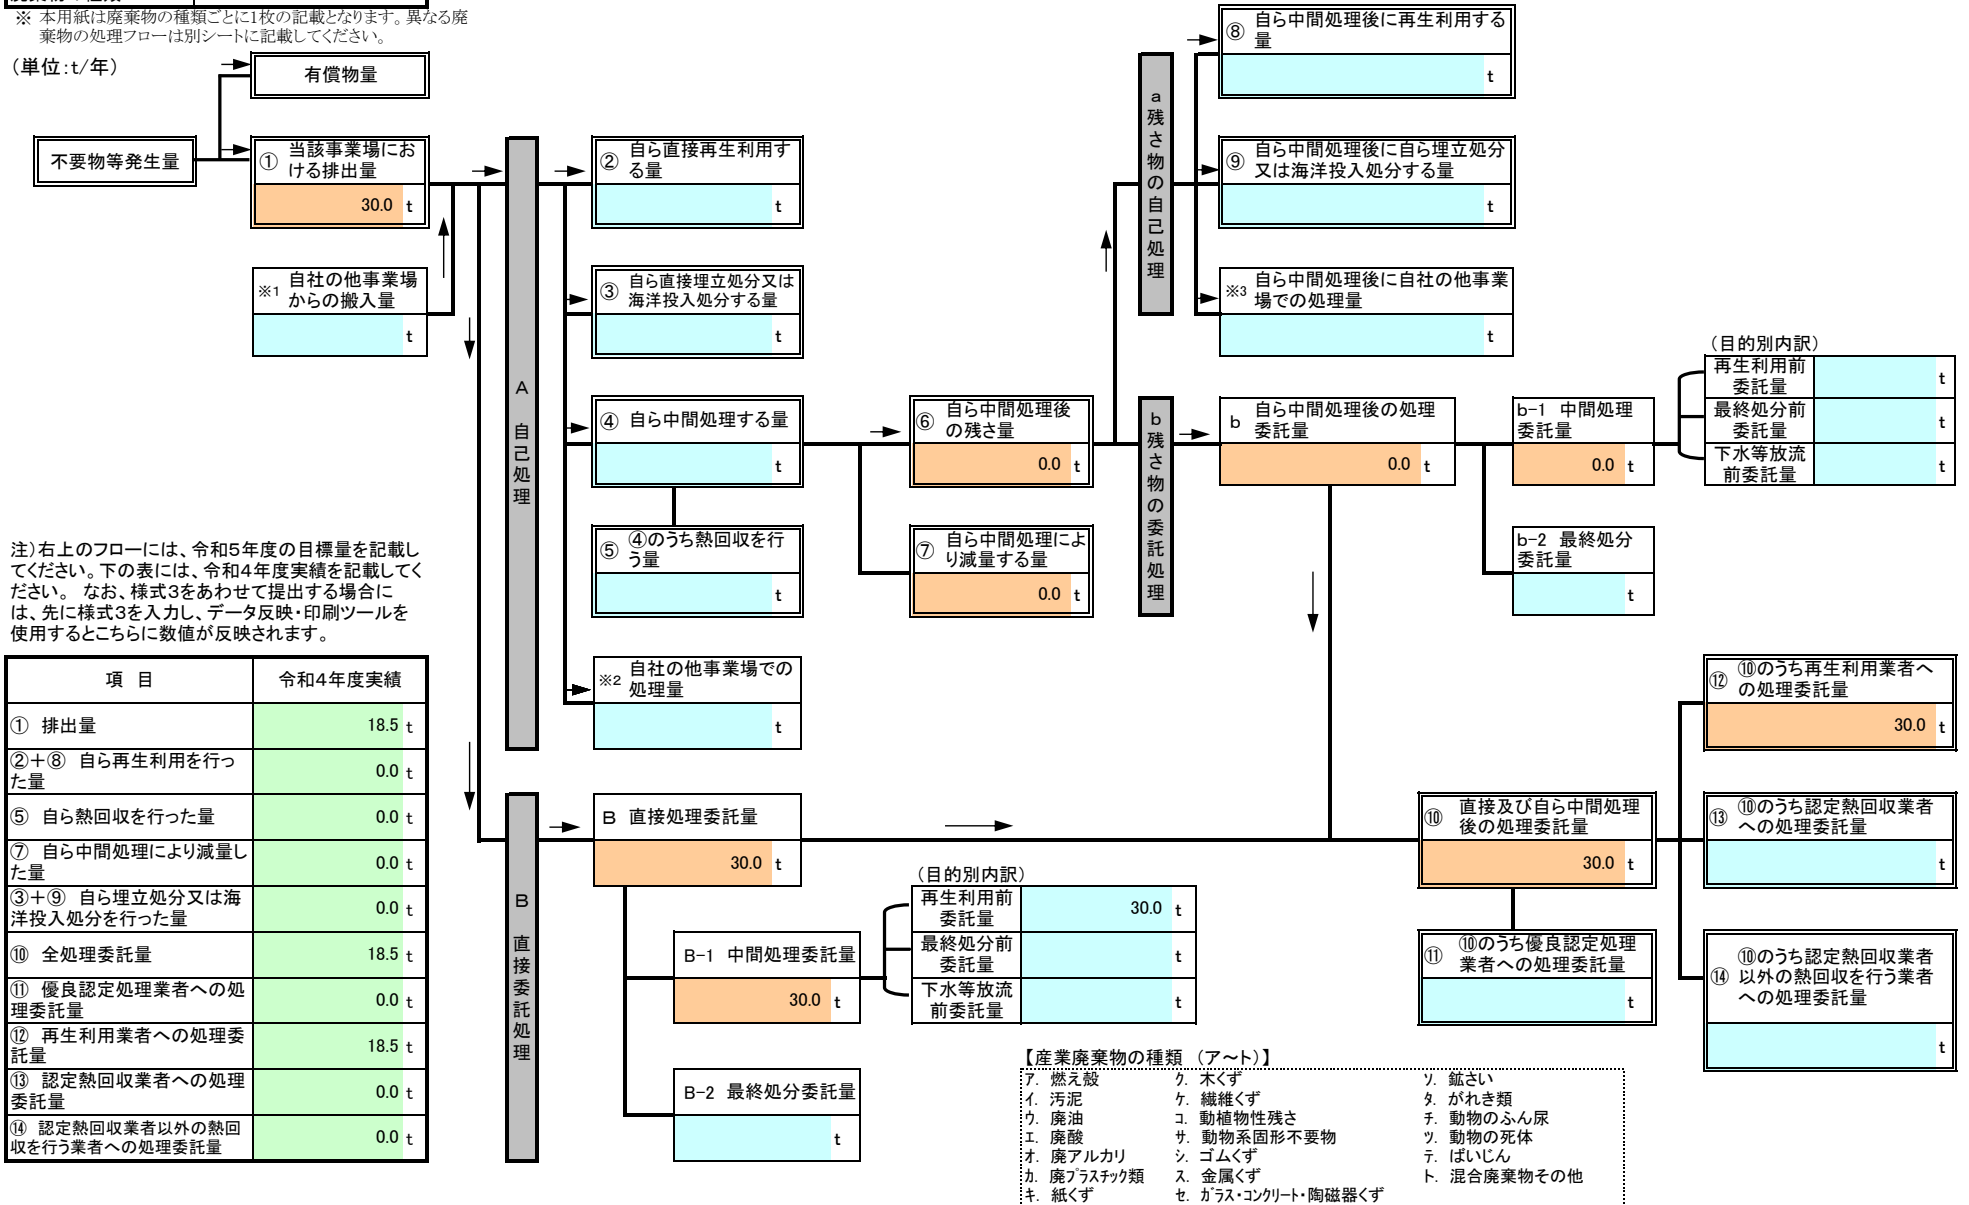 ※ 本用紙は廃棄物の種類ごとに1枚の記載となります。異なる廃
棄物の処理フローは別シートに記載してください。
(単位:t/年)
有償物量
不要物等発生量
① 当該事業場にお
ける排出量
30.0 t
※1 自社の他事業場
からの搬入量
t
A 自己処理
② 自ら直接再生利用す
る量
t
③ 自ら直接埋立処分又は
海洋投入処分する量
t
④ 自ら中間処理する量
t
⑤ ④のうち熱回収を行
う量
t
※2 自社の他事業場での
処理量
t
⑥ 自ら中間処理後
の残さ量
0.0 t
⑦ 自ら中間処理によ
り減量する量
0.0 t
a 残さ物の自己処理
⑧ 自ら中間処理後に再生利用する
量
t
⑨ 自ら中間処理後に自ら埋立処分
又は海洋投入処分する量
t
※3 自ら中間処理後に自社の他事業
場での処理量
t
b 残さ物の委託処理
b 自ら中間処理後の処理
委託量
0.0 t
b-1 中間処理
委託量
0.0 t
(目的別内訳)
再生利用前
委託量
t
最終処分前
委託量
t
下水等放流
前委託量
t
b-2 最終処分
委託量
t
注)右上のフローには、令和5年度の目標量を記載し
てください。下の表には、令和4年度実績を記載してく
ださい。 なお、様式3をあわせて提出する場合に
は、先に様式3を入力し、データ反映・印刷ツールを
使用するとこちらに数値が反映されます。
項 目 令和4年度実績
① 排出量 18.5 t
②+⑧ 自ら再生利用を行っ
た量 0.0 t
⑤ 自ら熱回収を行った量 0.0 t
⑦ 自ら中間処理により減量し
た量 0.0 t
③+⑨ 自ら埋立処分又は海
洋投入処分を行った量 0.0 t
⑩ 全処理委託量 18.5 t
⑪ 優良認定処理業者への処
理委託量 0.0 t
⑫ 再生利用業者への処理委
託量 18.5 t
⑬ 認定熱回収業者への処理
委託量 0.0 t
⑭ 認定熱回収業者以外の熱回
収を行う業者への処理委託量 0.0 t
B 直接委託処理
B 直接処理委託量
30.0 t
(目的別内訳)
再生利用前
委託量
30.0 t
最終処分前
委託量
t
下水等放流
前委託量
t
B-1 中間処理委託量
30.0 t
B-2 最終処分委託量
t
⑩ 直接及び自ら中間処理
後の処理委託量
30.0 t
⑪ ⑩のうち優良認定処理
業者への処理委託量
t
⑫ ⑩のうち再生利用業者へ
の処理委託量
30.0 t
⑬ ⑩のうち認定熱回収業者
への処理委託量
t
⑭ ⑩のうち認定熱回収業者
以外の熱回収を行う業者
への処理委託量
t
【産業廃棄物の種類 (ア~ト)】
ア. 燃え殻 ク. 木くず ソ. 鉱さい
イ. 汚泥 ケ. 繊維くず タ. がれき類
ウ. 廃油 コ. 動植物性残さ チ. 動物のふん尿
エ. 廃酸 サ. 動物系固形不要物 ツ. 動物の死体
オ. 廃アルカリ シ. ゴムくず テ. ばいじん
カ. 廃プラスチック類 ス. 金属くず ト. 混合廃棄物その他
キ. 紙くず セ. ガラス・コンクリート・陶磁器くず